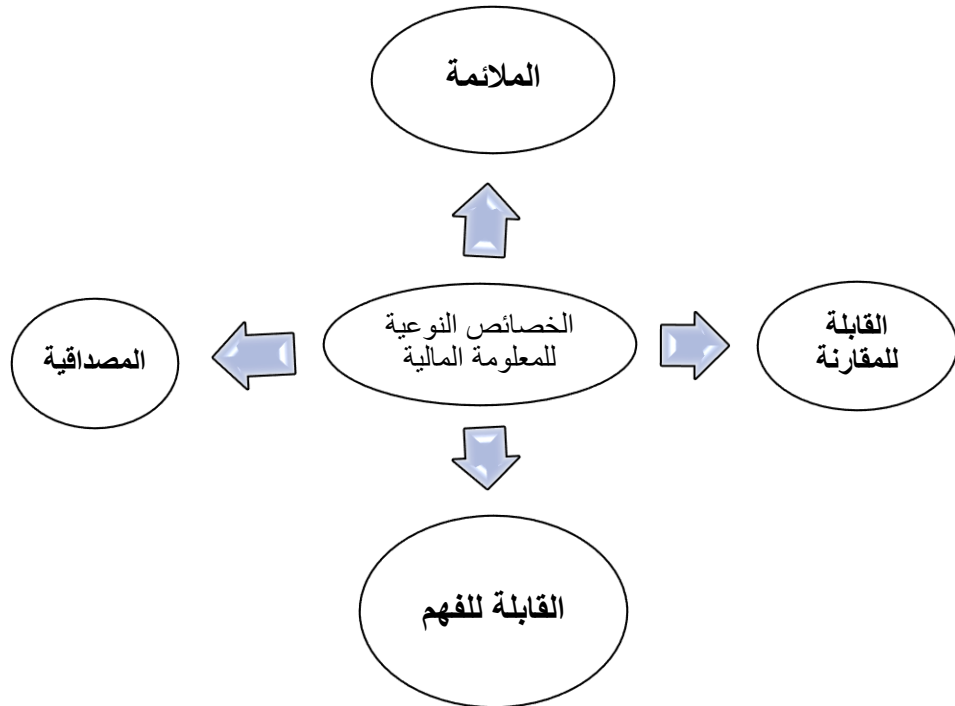 الملائمة
الخصائص النوعية
للمعلومة المالية
القابلة
للمقارنة
المصداقية
القابلة للفهم